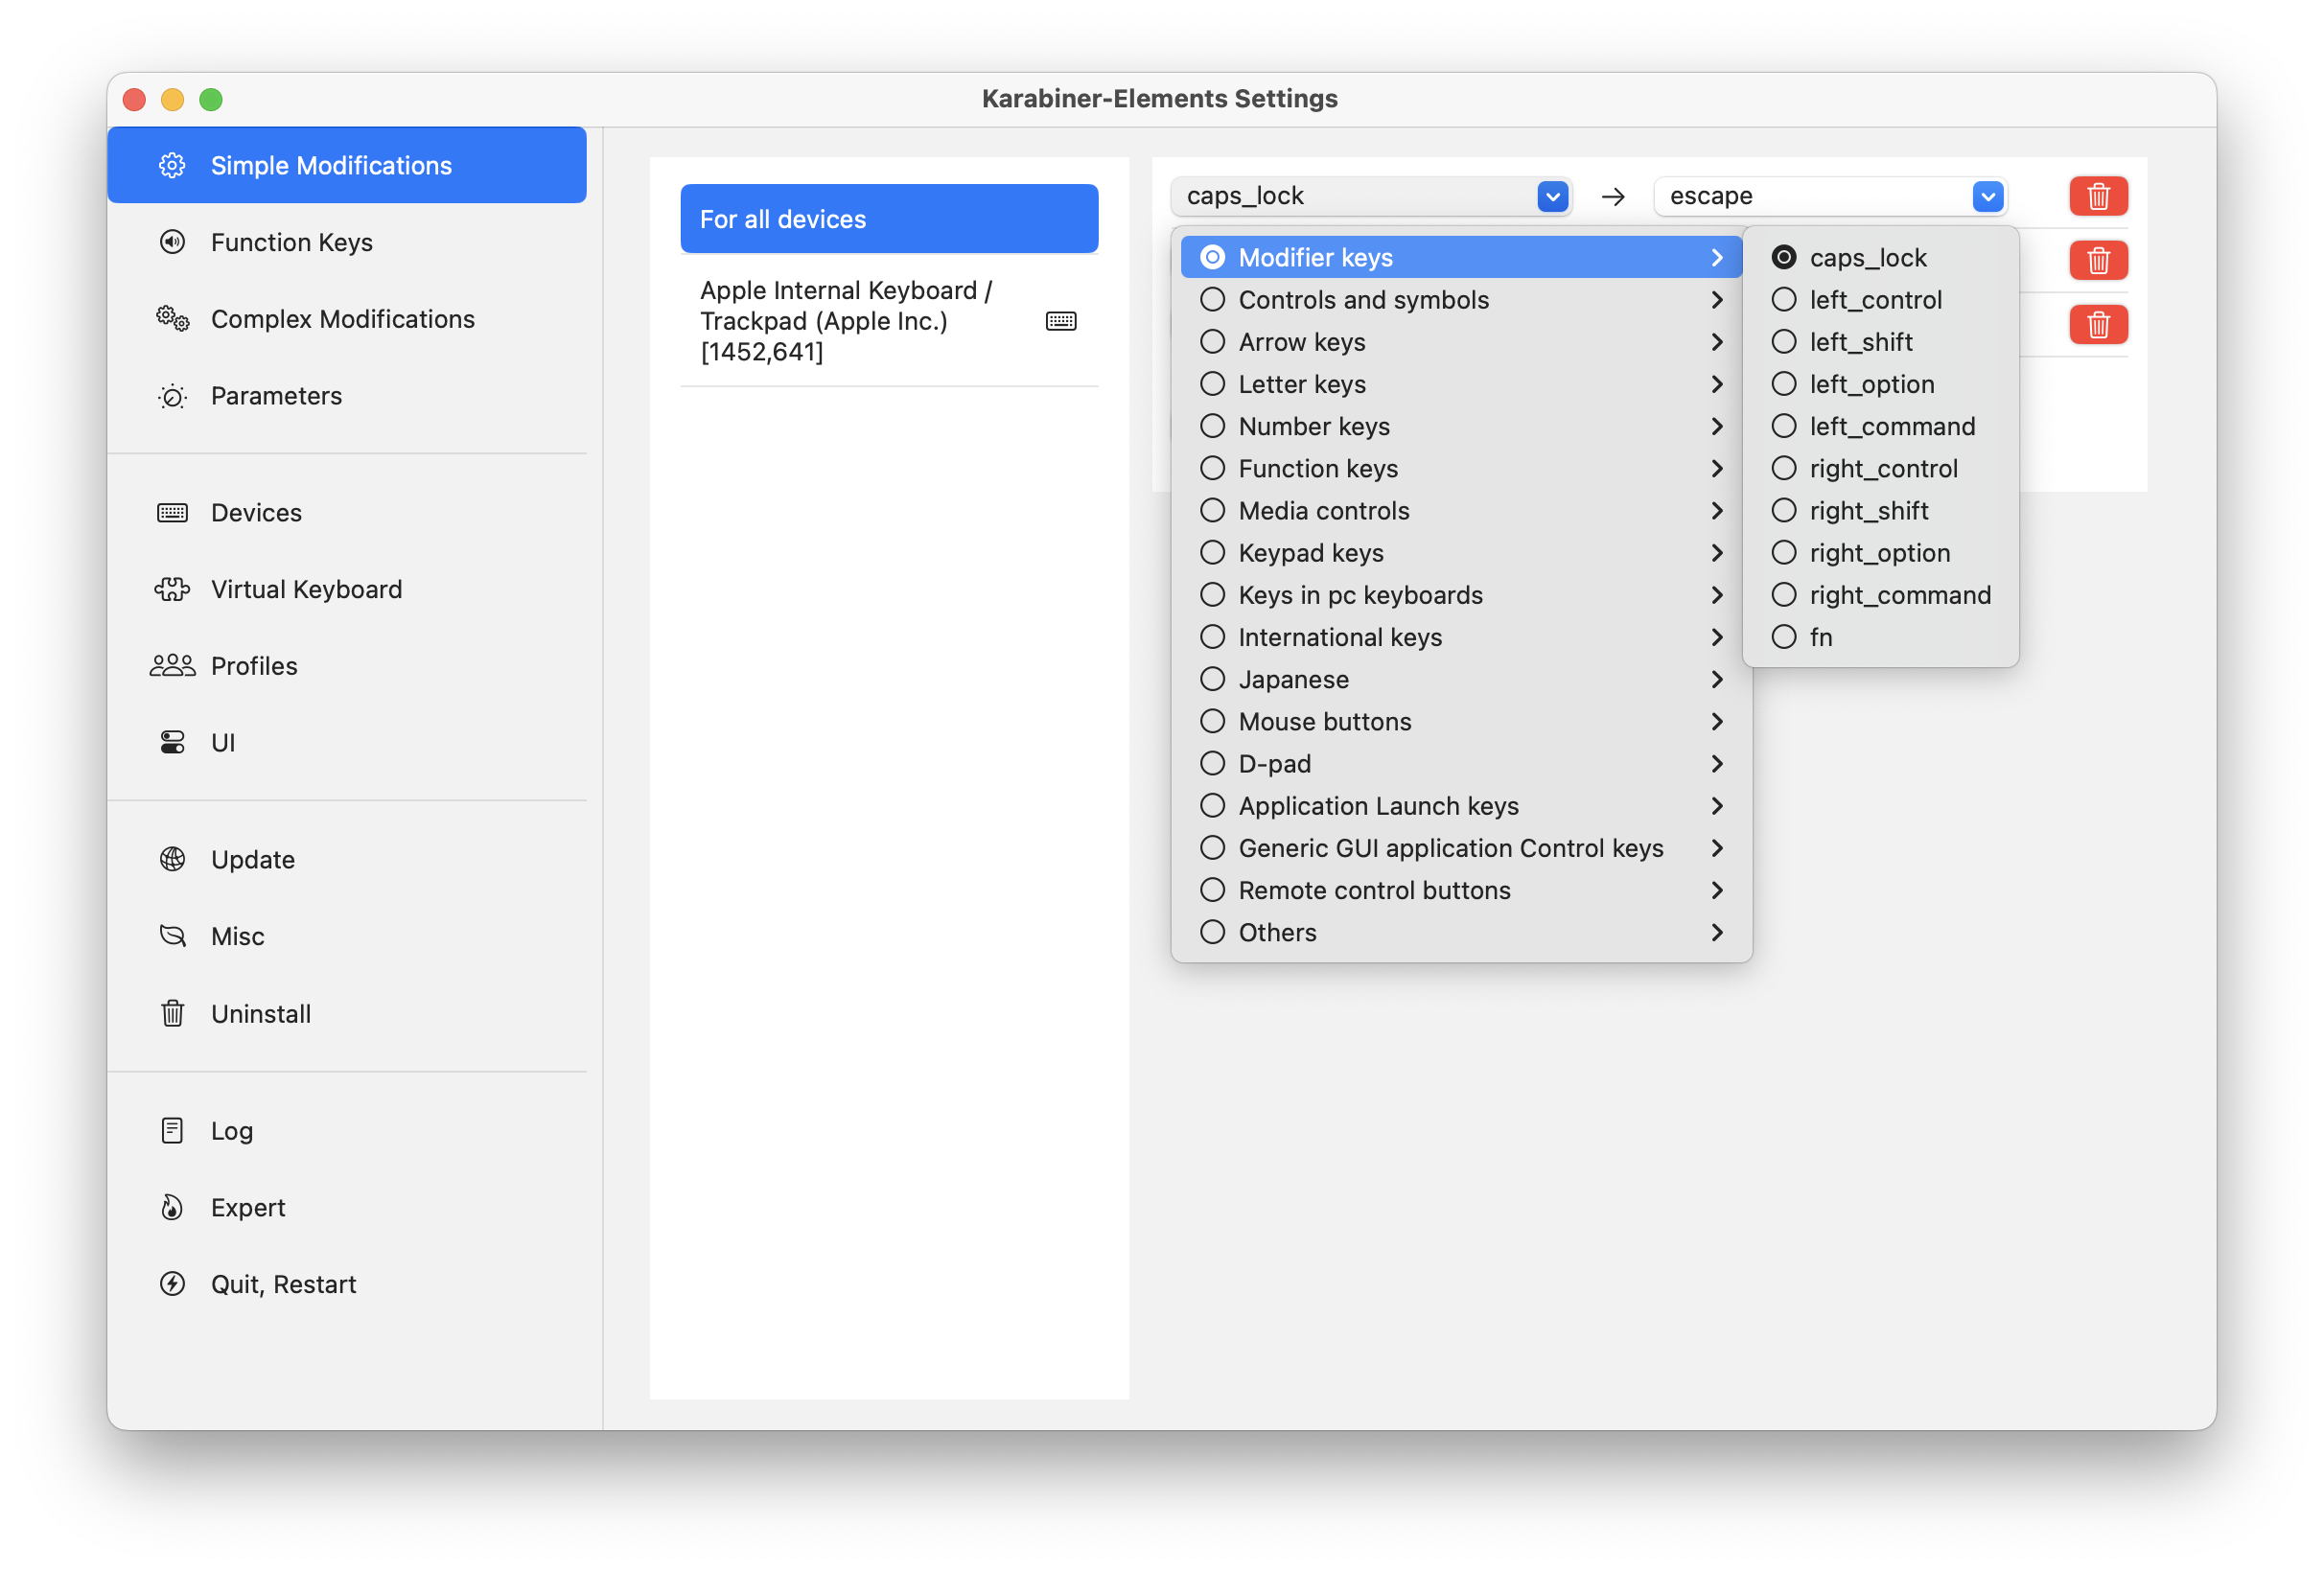 Karabiner-Elements Settings
Simple Modifications
Function Keys
Complex Modifications
Parameters
Devices
Virtual Keyboard
Profiles
UI
Update
Misc
Uninstall
Log
Expert
Quit, Restart
For all devices
Apple Internal Keyboard /
Trackpad (Apple Inc.)
[1452,641]
caps_lock → escape
Modifier keys
Controls and symbols
Arrow keys
Letter keys
Number keys
Function keys
Media controls
Keypad keys
Keys in pc keyboards
International keys
Japanese
Mouse buttons
D-pad
Application Launch keys
Generic GUI application Control keys
Remote control buttons
Others
caps_lock
left_control
left_shift
left_option
left_command
right_control
right_shift
right_option
right_command
fn